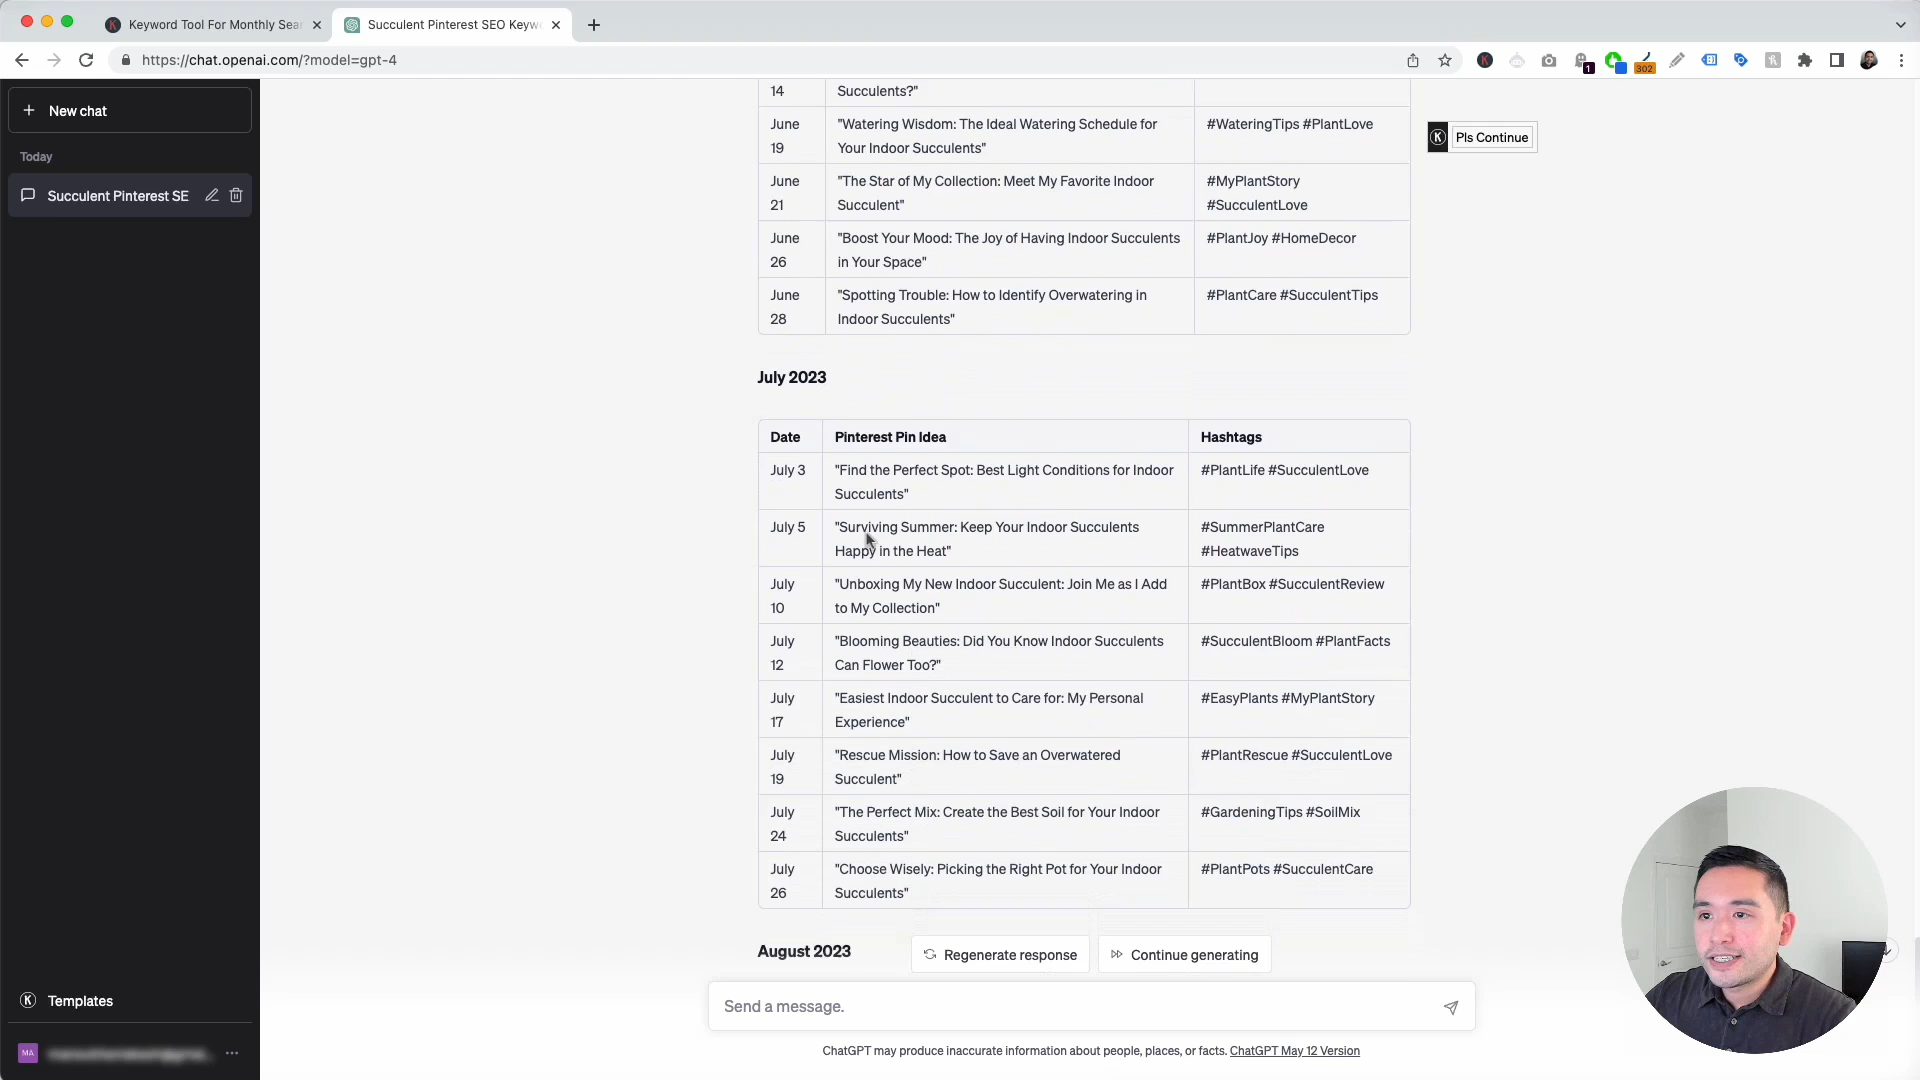 Keyword Tool For Monthly Sear
Succulent Pinterest SEO Keyw
https://chat.openai.com/?model=gpt-4
1
302
New chat
Today
Succulent Pinterest SE
Templates
MA
14
Succulents?"
June
19
"Watering Wisdom: The Ideal Watering Schedule for
Your Indoor Succulents"
#WateringTips #PlantLove
June
21
"The Star of My Collection: Meet My Favorite Indoor
Succulent"
#MyPlantStory
#SucculentLove
June
26
"Boost Your Mood: The Joy of Having Indoor Succulents
in Your Space"
#PlantJoy #HomeDecor
June
28
"Spotting Trouble: How to Identify Overwatering in
Indoor Succulents"
#PlantCare #SucculentTips
K Pls Continue
July 2023
Date Pinterest Pin Idea Hashtags
July 3
"Find the Perfect Spot: Best Light Conditions for Indoor
Succulents"
#PlantLife #SucculentLove
July 5
"Surviving Summer: Keep Your Indoor Succulents
Happy in the Heat"
#SummerPlantCare
#HeatwaveTips
July
10
"Unboxing My New Indoor Succulent: Join Me as I Add
to My Collection"
#PlantBox #SucculentReview
July
12
"Blooming Beauties: Did You Know Indoor Succulents
Can Flower Too?"
#SucculentBloom #PlantFacts
July
17
"Easiest Indoor Succulent to Care for: My Personal
Experience"
#EasyPlants #MyPlantStory
July
19
"Rescue Mission: How to Save an Overwatered
Succulent"
#PlantRescue #SucculentLove
July
24
"The Perfect Mix: Create the Best Soil for Your Indoor
Succulents"
#GardeningTips #SoilMix
July
26
"Choose Wisely: Picking the Right Pot for Your Indoor
Succulents"
#PlantPots #SucculentCare
August 2023
Regenerate response
Continue generating
Send a message.
ChatGPT may produce inaccurate information about people, places, or facts. ChatGPT May 12 Version